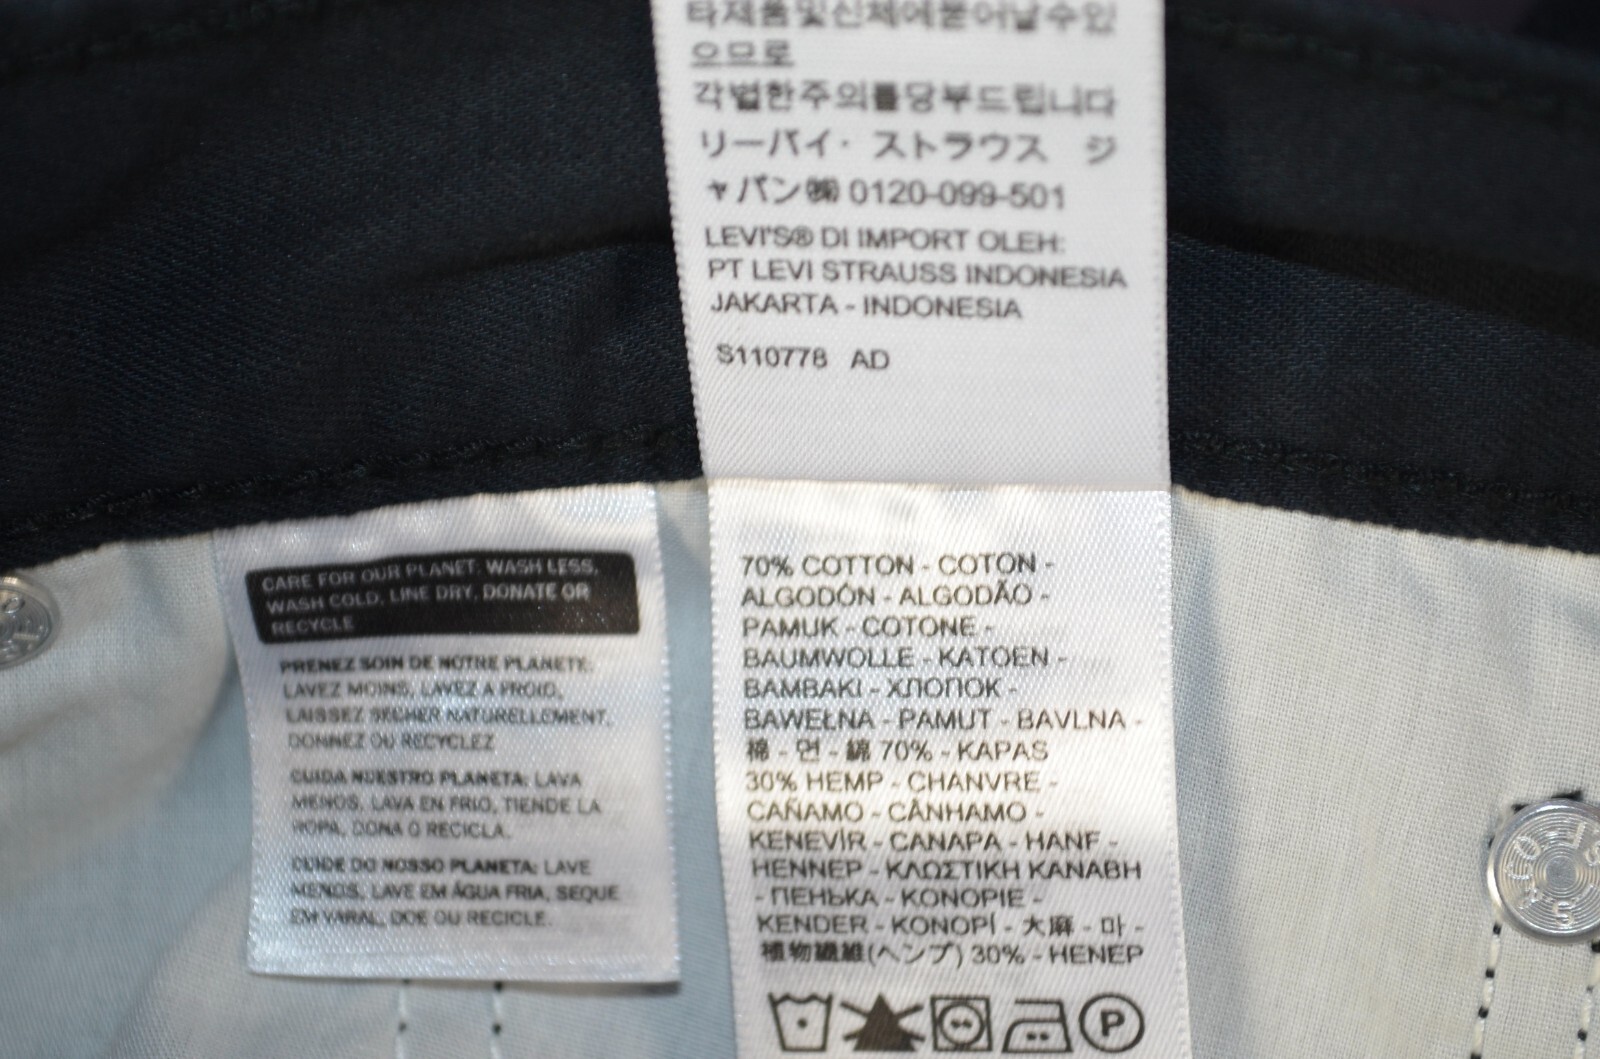 타제품및신체에묻어날수있
으므로
각별한주의를당부드립니다
リーバイ・ストラウス ジ
ャパン㈱ 0120-099-501
LEVI'S® DI IMPORT OLEH:
PT LEVI STRAUSS INDONESIA
JAKARTA - INDONESIA
S110778 AD
CARE FOR OUR PLANET: WASH LESS,
WASH COLD, LINE DRY, DONATE OR
RECYCLE
PRENEZ SOIN DE NOTRE PLANETE:
LAVEZ MOINS, LAVEZ A FROID,
LAISSEZ SECHER NATURELLEMENT,
DONNEZ OU RECYCLEZ
CUIDA NUESTRO PLANETA: LAVA
MENOS, LAVA EN FRIO, TIENDE LA
ROPA, DONA O RECICLA.
CUIDE DO NOSSO PLANETA: LAVE
MENOS, LAVE EM ÁGUA FRIA, SEQUE
EM VARAL, DOE OU RECICLE.
70% COTTON - COTON -
ALGODÓN - ALGODÃO -
PAMUK - COTONE -
BAUMWOLLE - KATOEN -
BAMBAKI - ХЛОПОК -
BAWEŁNA - PAMUT - BAVLNA -
棉 - 면 - 綿 70% - KAPAS
30% HEMP - CHANVRE -
CAÑAMO - CÂNHAMO -
KENEVİR - CANAPA - HANF -
HENNEP - ΚΛΩΣΤΙΚΗ ΚΑΝΑΒΗ
- ПЕНЬКА - KONOPIE -
KENDER - KONOPÍ - 大麻 - 마 -
植物繊維(ヘンプ) 30% - HENEP
P